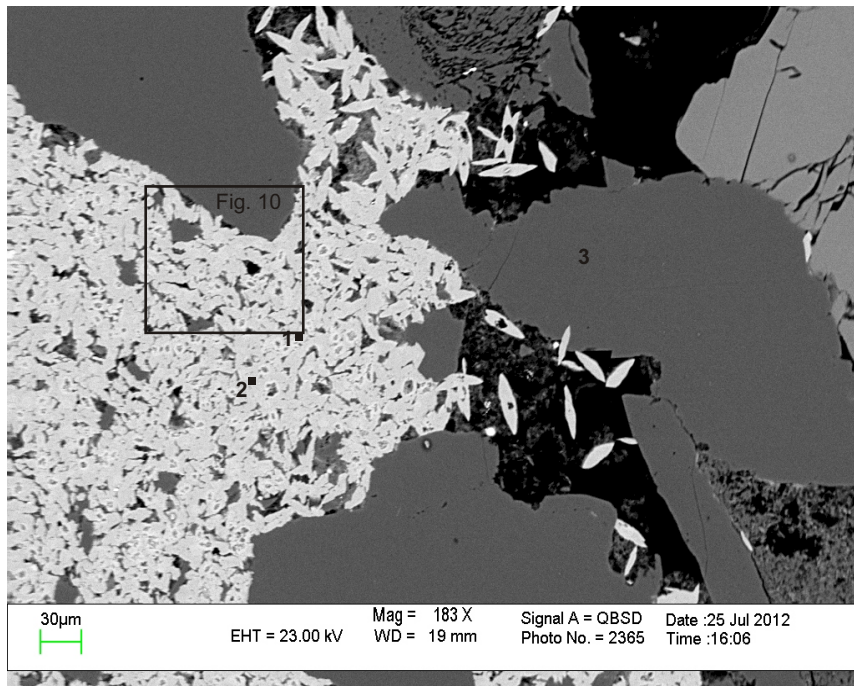 Fig. 10
3
1
2
30µm
EHT = 23.00 kV
Mag = 183 X
WD = 19 mm
Signal A = QBSD
Photo No. = 2365
Date :25 Jul 2012
Time :16:06